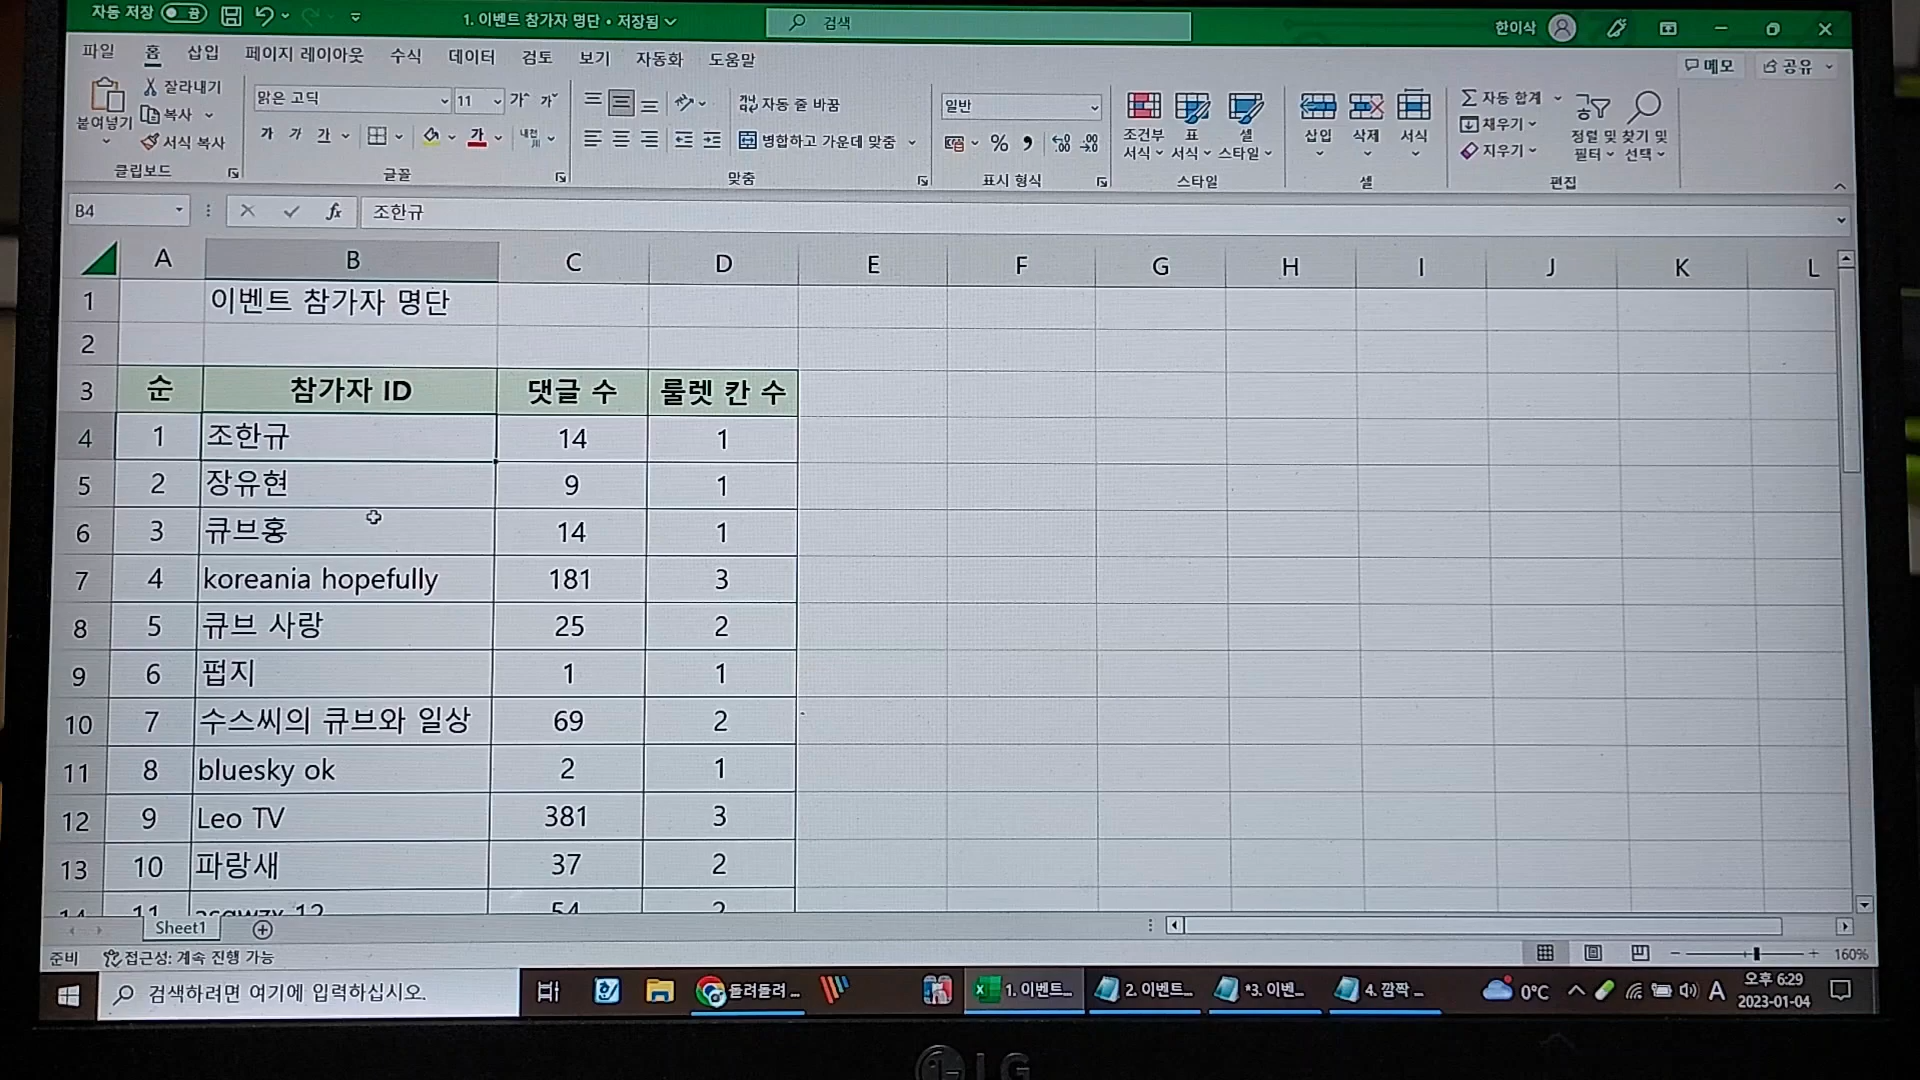 자동 저장 끔 1. 이벤트 참가자 명단 • 저장됨 검색 한이삭
파일 홈 삽입 페이지 레이아웃 수식 데이터 검토 보기 자동화 도움말 메모 공유
붙여넣기 잘라내기 복사 서식 복사 클립보드
맑은 고딕 11 가 가
가 가 가 가 글꼴
자동 줄 바꿈
병합하고 가운데 맞춤
맞춤
일반
% 표시 형식
조건부 서식 표 서식 셀 스타일
스타일
삽입 삭제 서식
셀
자동 합계
채우기
지우기
정렬 및 필터 찾기 및 선택
편집
B4 fx 조한규
A B C D E F G H I J K L
1 이벤트 참가자 명단
2
3 순 참가자 ID 댓글 수 룰렛 칸 수
4 1 조한규 14 1
5 2 장유현 9 1
6 3 큐브홍 14 1
7 4 koreania hopefully 181 3
8 5 큐브 사랑 25 2
9 6 펍지 1 1
10 7 수스씨의 큐브와 일상 69 2
11 8 bluesky ok 2 1
12 9 Leo TV 381 3
13 10 파랑새 37 2
14 11 54 2
Sheet1
준비 접근성: 계속 진행 가능 160%
검색하려면 여기에 입력하십시오. 돌려돌려 ... 1. 이벤트... 2. 이벤트... *3. 이벤... 4. 깜짝 ... 0°C A 오후 6:29
2023-01-04
LG